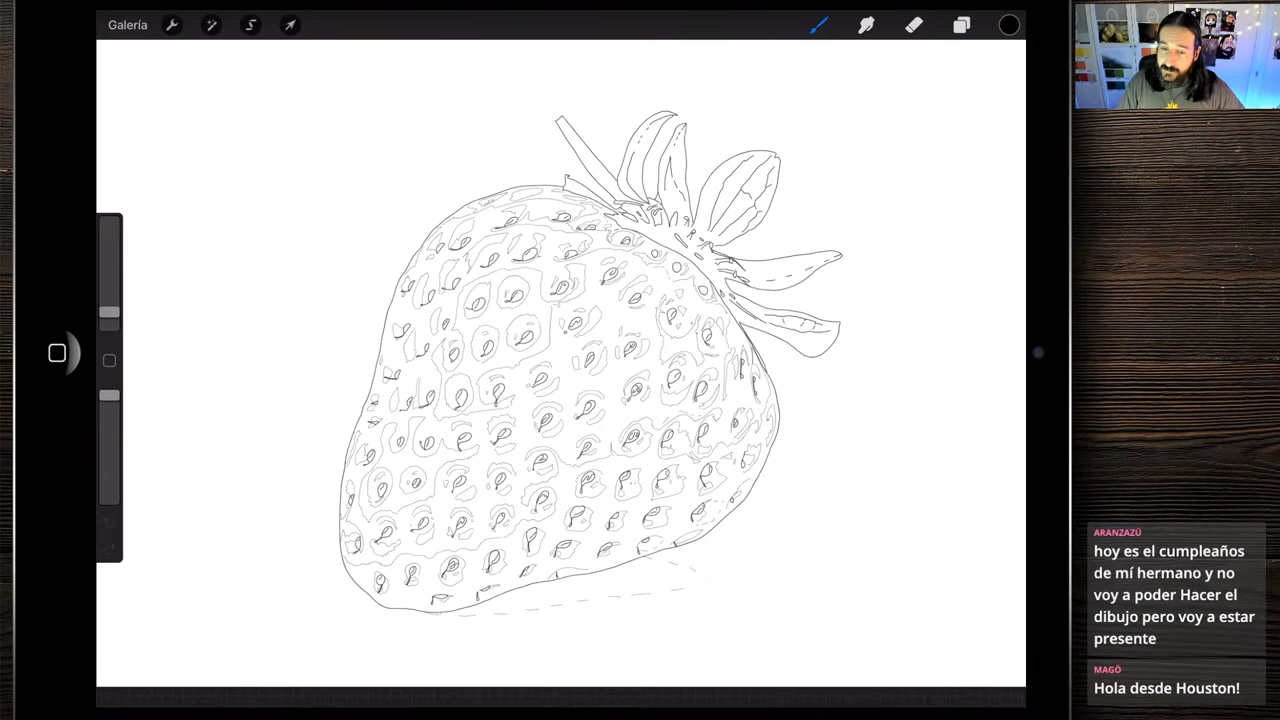 Galería
ARANZAZÚ
hoy es el cumpleaños
de mí hermano y no
voy a poder Hacer el
dibujo pero voy a estar
presente
MAGÖ
Hola desde Houston!